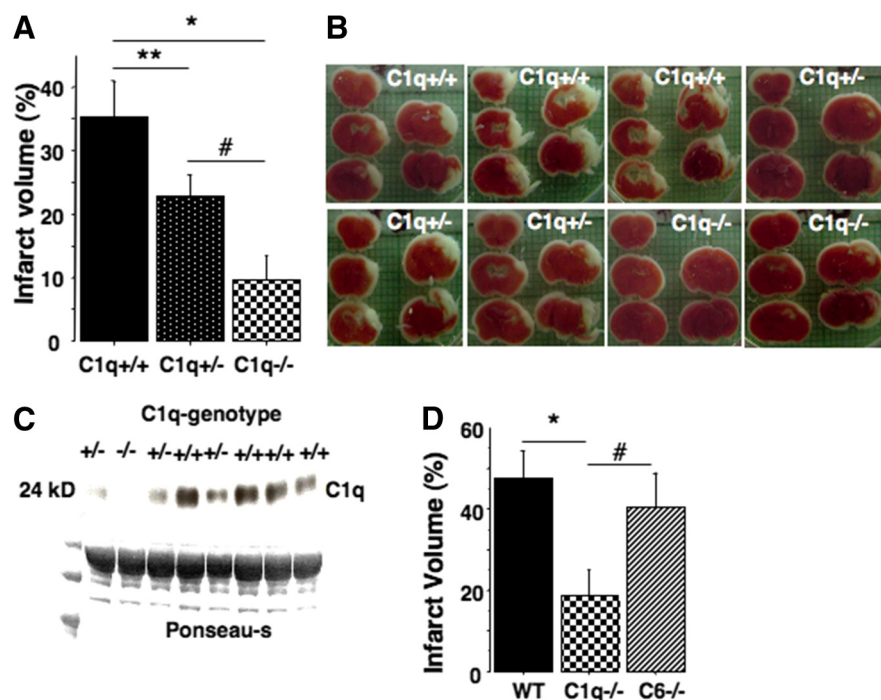 A
*
**
#
Infarct volume (%)
40
30
20
10
0
C1q+/+ C1q+/- C1q-/-
B
C1q+/+ C1q+/+ C1q+/+ C1q+/-
C1q+/- C1q+/- C1q-/- C1q-/-
C
C1q-genotype
+/- -/- +/- +/+ +/- +/+ +/+ +/+
24 kD C1q
Ponseau-s
D
*
#
Infarct Volume (%)
60
40
20
0
WT C1q-/- C6-/-